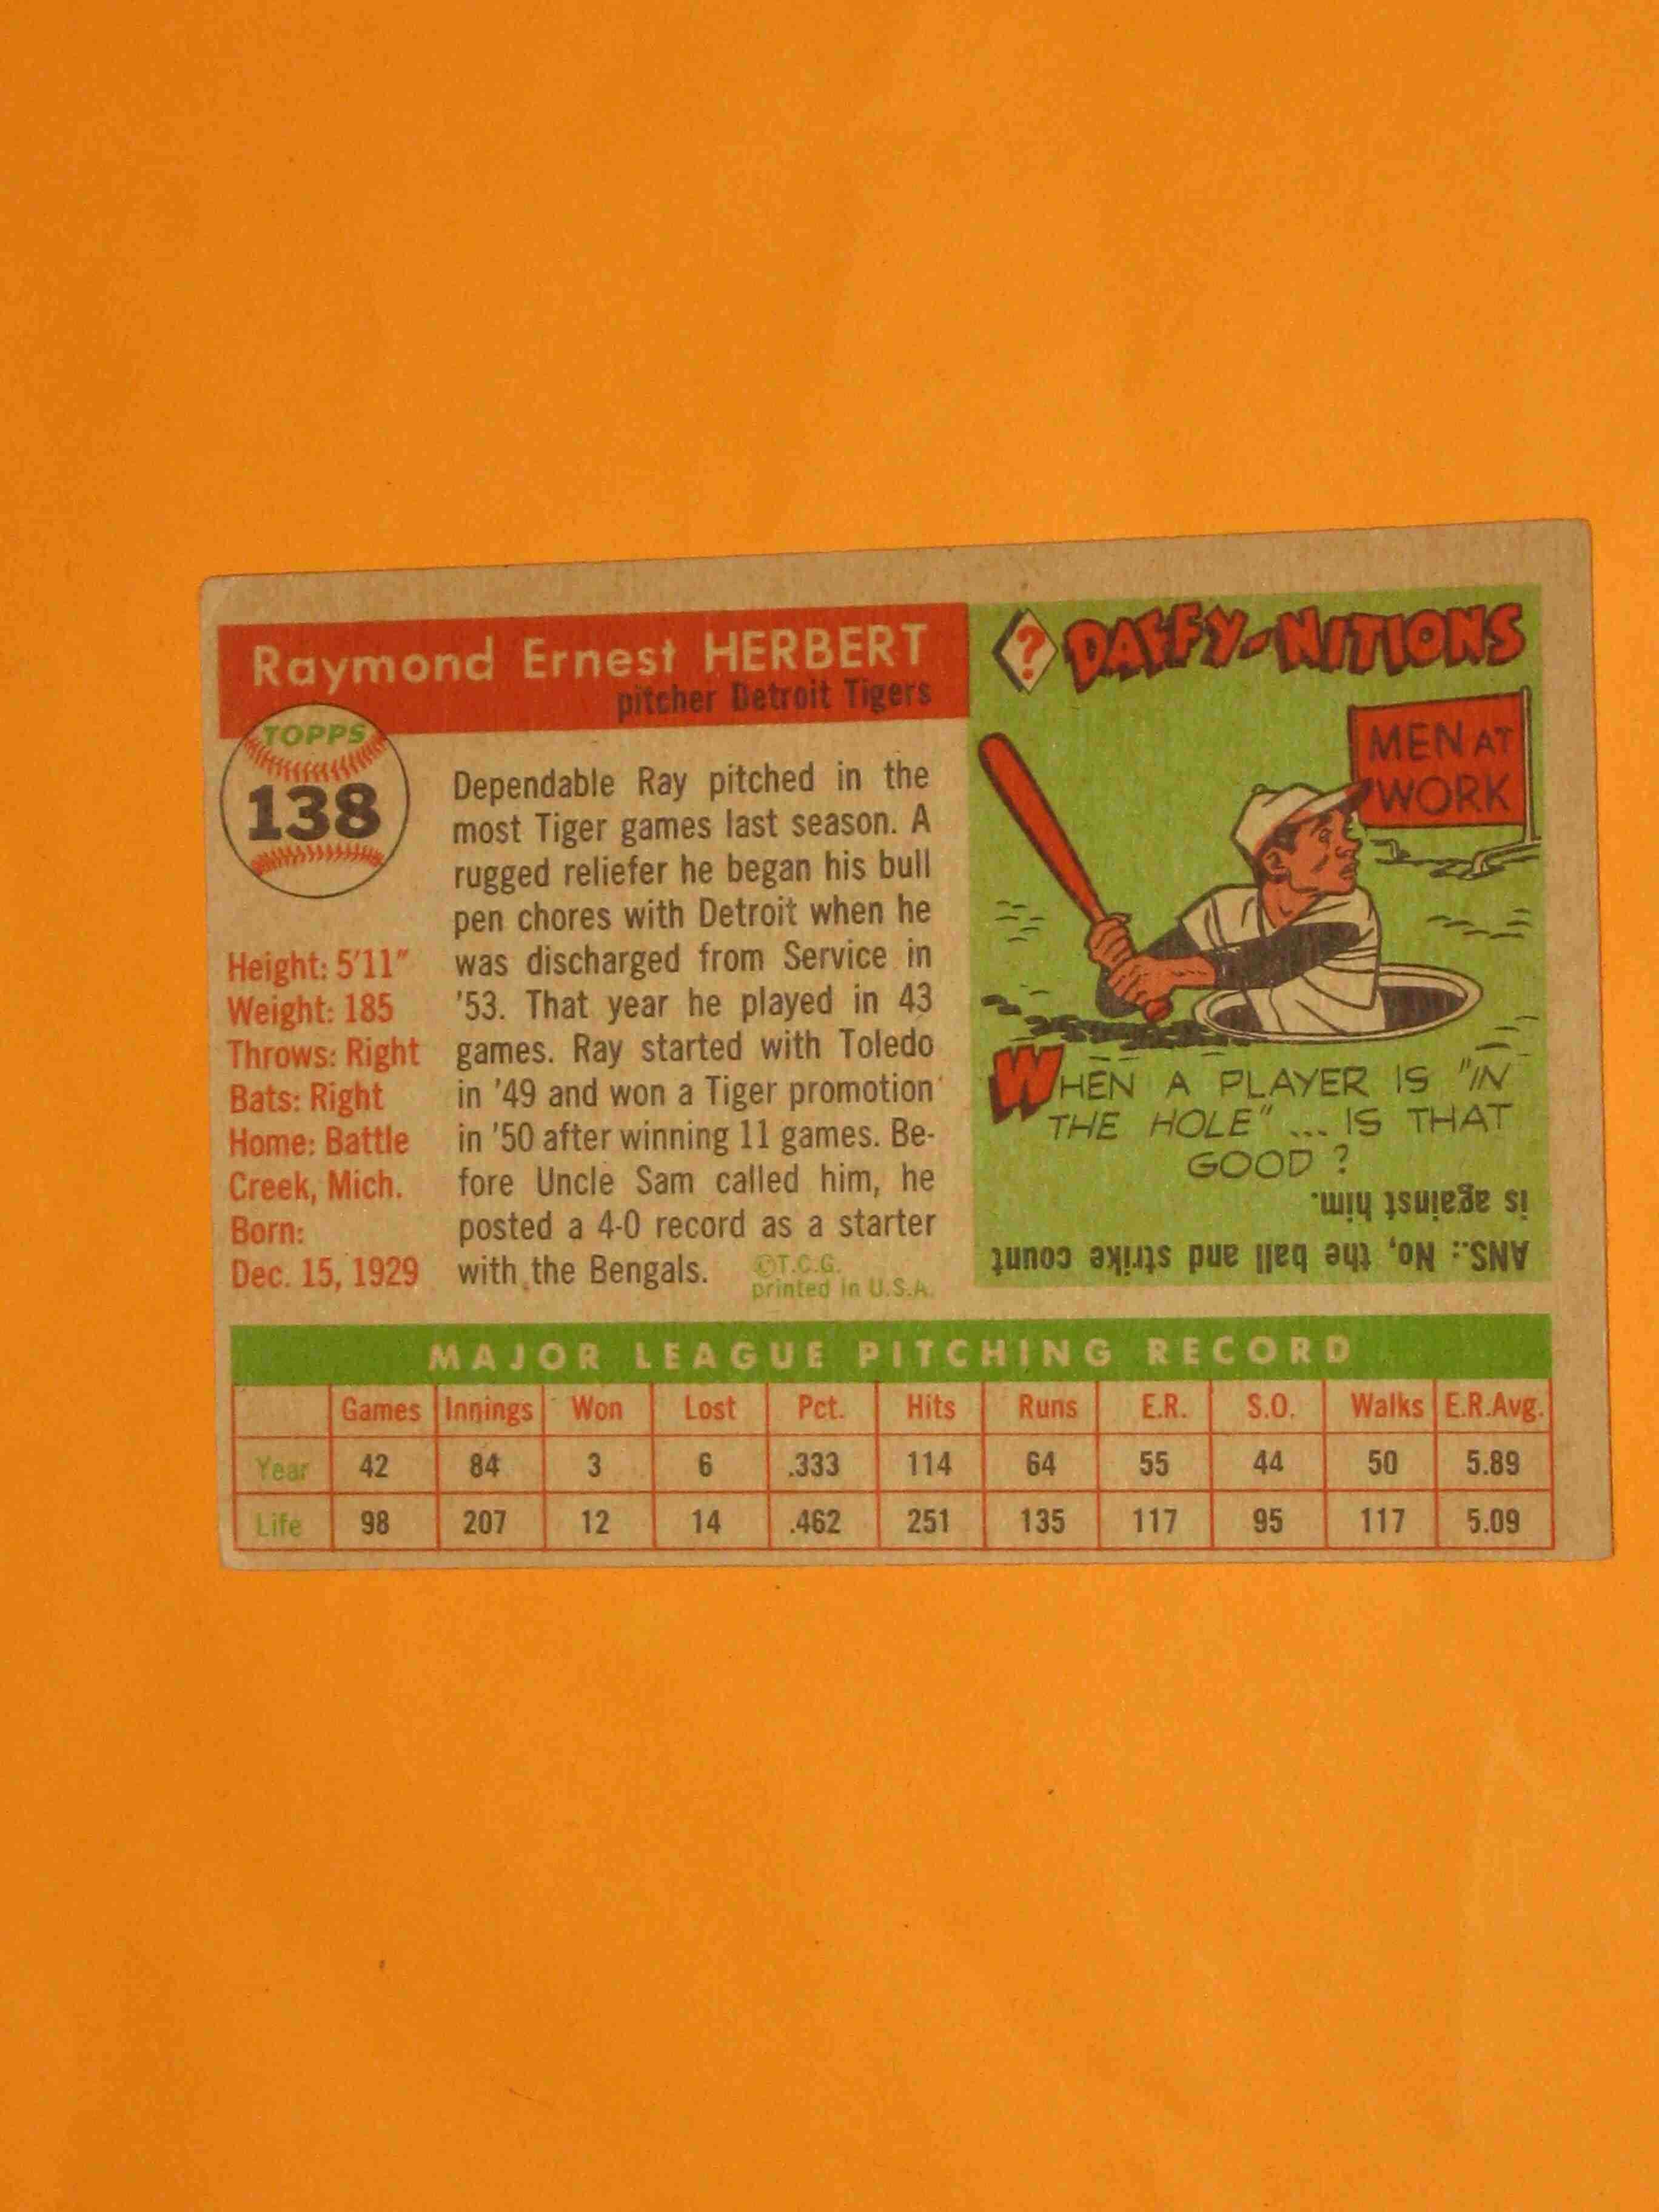 Raymond Ernest HERBERT
pitcher Detroit Tigers
TOPPS
138
Height: 5'11"
Weight: 185
Throws: Right
Bats: Right
Home: Battle
Creek, Mich.
Born:
Dec. 15, 1929
Dependable Ray pitched in the
most Tiger games last season. A
rugged reliefer he began his bull
pen chores with Detroit when he
was discharged from Service in
'53. That year he played in 43
games. Ray started with Toledo
in '49 and won a Tiger promotion
in '50 after winning 11 games. Be-
fore Uncle Sam called him, he
posted a 4-0 record as a starter
with the Bengals.
©T.C.G.
printed in U.S.A.
? DAFFY-NITIONS
MEN AT
WORK
WHEN A PLAYER IS "IN
THE HOLE" ... IS THAT
GOOD ?
ANS.: No, the ball and strike count
is against him.
MAJOR LEAGUE PITCHING RECORD
Games Innings Won Lost Pct. Hits Runs E.R. S.O. Walks E.R.Avg.
Year 42 84 3 6 .333 114 64 55 44 50 5.89
Life 98 207 12 14 .462 251 135 117 95 117 5.09